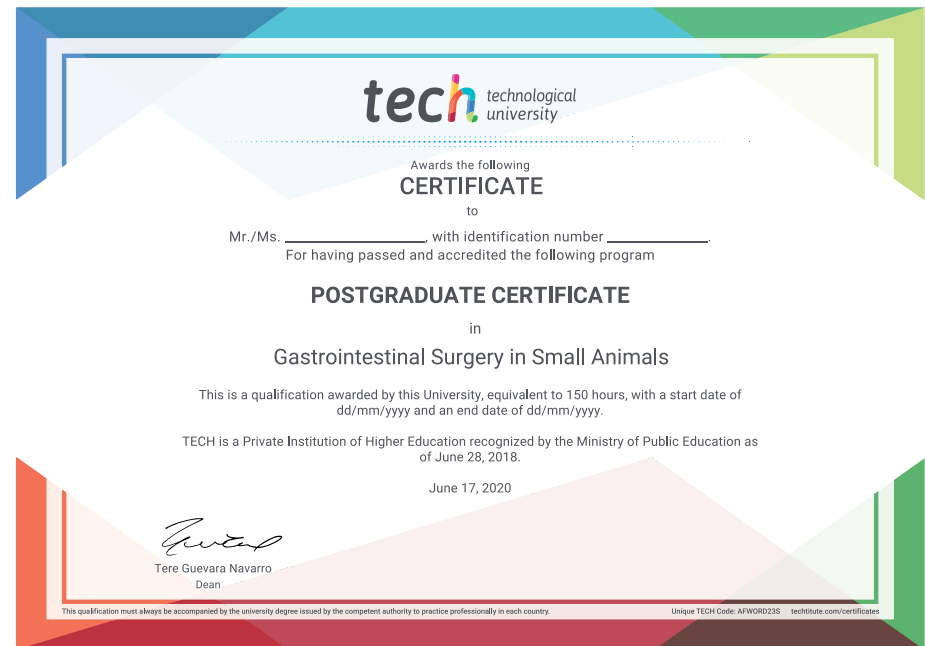 tech technological
university
Awards the following
CERTIFICATE
to
Mr./Ms. ____________________, with identification number ______________.
For having passed and accredited the following program
POSTGRADUATE CERTIFICATE
in
Gastrointestinal Surgery in Small Animals
This is a qualification awarded by this University, equivalent to 150 hours, with a start date of
dd/mm/yyyy and an end date of dd/mm/yyyy.
TECH is a Private Institution of Higher Education recognized by the Ministry of Public Education as
of June 28, 2018.
June 17, 2020
Tere Guevara Navarro
Dean
This qualification must always be accompanied by the university degree issued by the competent authority to practice professionally in each country.
Unique TECH Code: AFWORD23S techtitute.com/certificates